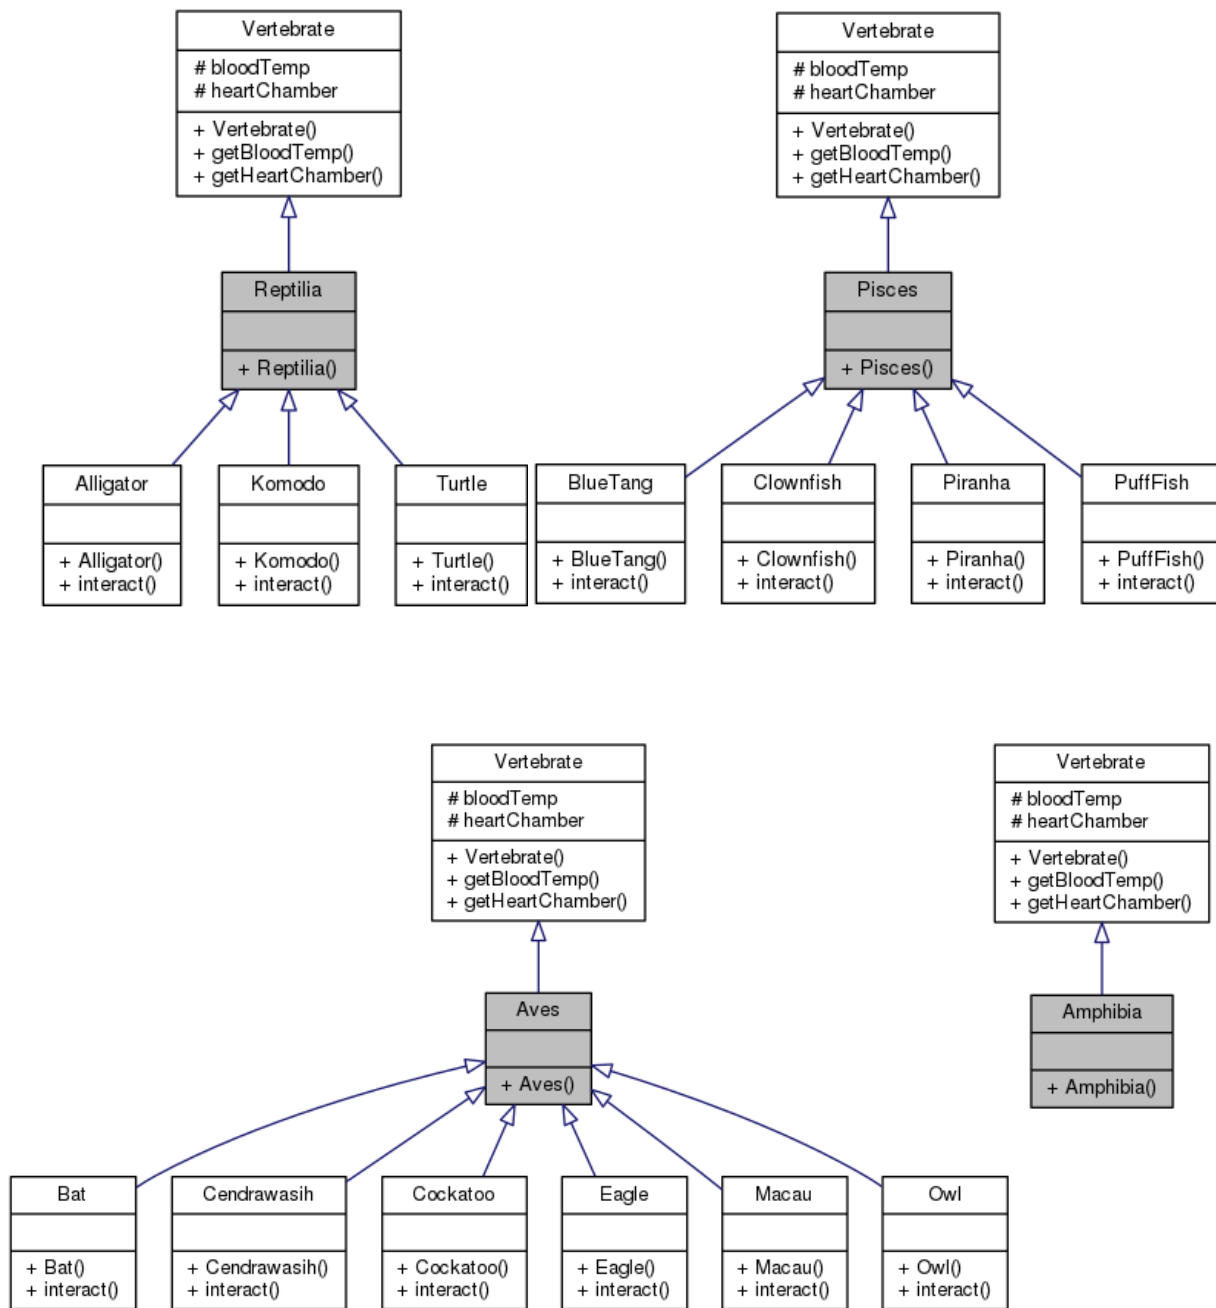 Vertebrate
# bloodTemp
# heartChamber
+ Vertebrate()
+ getBloodTemp()
+ getHeartChamber()
Reptilia
+ Reptilia()
Alligator
+ Alligator()
+ interact()
Komodo
+ Komodo()
+ interact()
Turtle
+ Turtle()
+ interact()
Vertebrate
# bloodTemp
# heartChamber
+ Vertebrate()
+ getBloodTemp()
+ getHeartChamber()
Pisces
+ Pisces()
BlueTang
+ BlueTang()
+ interact()
Clownfish
+ Clownfish()
+ interact()
Piranha
+ Piranha()
+ interact()
PuffFish
+ PuffFish()
+ interact()
Vertebrate
# bloodTemp
# heartChamber
+ Vertebrate()
+ getBloodTemp()
+ getHeartChamber()
Aves
+ Aves()
Bat
+ Bat()
+ interact()
Cendrawasih
+ Cendrawasih()
+ interact()
Cockatoo
+ Cockatoo()
+ interact()
Eagle
+ Eagle()
+ interact()
Macau
+ Macau()
+ interact()
Owl
+ Owl()
+ interact()
Vertebrate
# bloodTemp
# heartChamber
+ Vertebrate()
+ getBloodTemp()
+ getHeartChamber()
Amphibia
+ Amphibia()